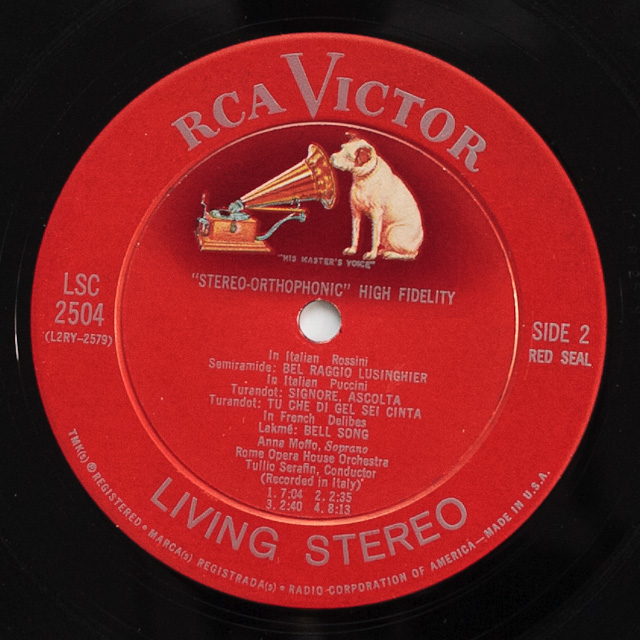 RCA VICTOR
"HIS MASTER'S VOICE"
"STEREO-ORTHOPHONIC" HIGH FIDELITY
LSC
2504
(L2RY-2579)
SIDE 2
RED SEAL
In Italian Rossini
Semiramide: BEL RAGGIO LUSINGHIER
In Italian Puccini
Turandot: SIGNORE, ASCOLTA
Turandot: TU CHE DI GEL SEI CINTA
In French Delibes
Lakmé: BELL SONG
Anna Moffo, Soprano
Rome Opera House Orchestra
Tullio Serafin, Conductor
(Recorded in Italy)
1. 7:04 2. 2:35
3. 2:40 4. 8:13
LIVING STEREO
TMK(s) ® REGISTERED • MARCA(s) REGISTRADA(s) • RADIO CORPORATION OF AMERICA—MADE IN U.S.A.